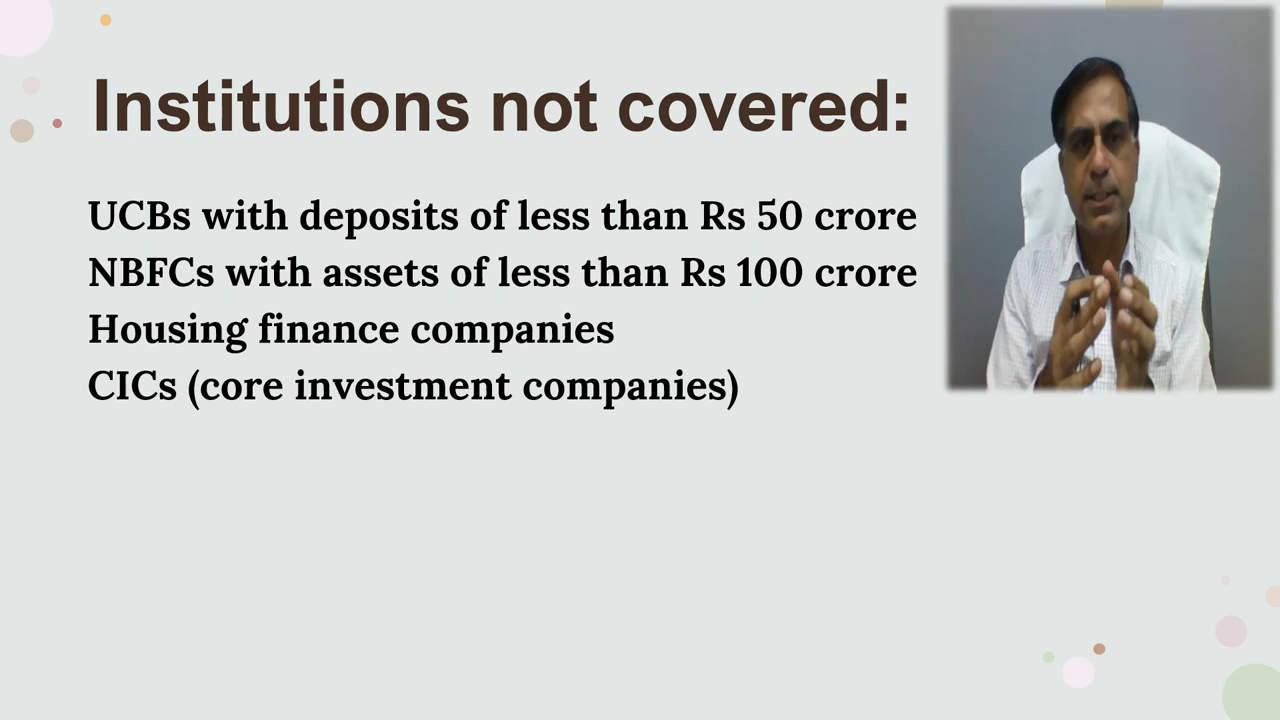 Institutions not covered:
UCBs with deposits of less than Rs 50 crore
NBFCs with assets of less than Rs 100 crore
Housing finance companies
CICs (core investment companies)